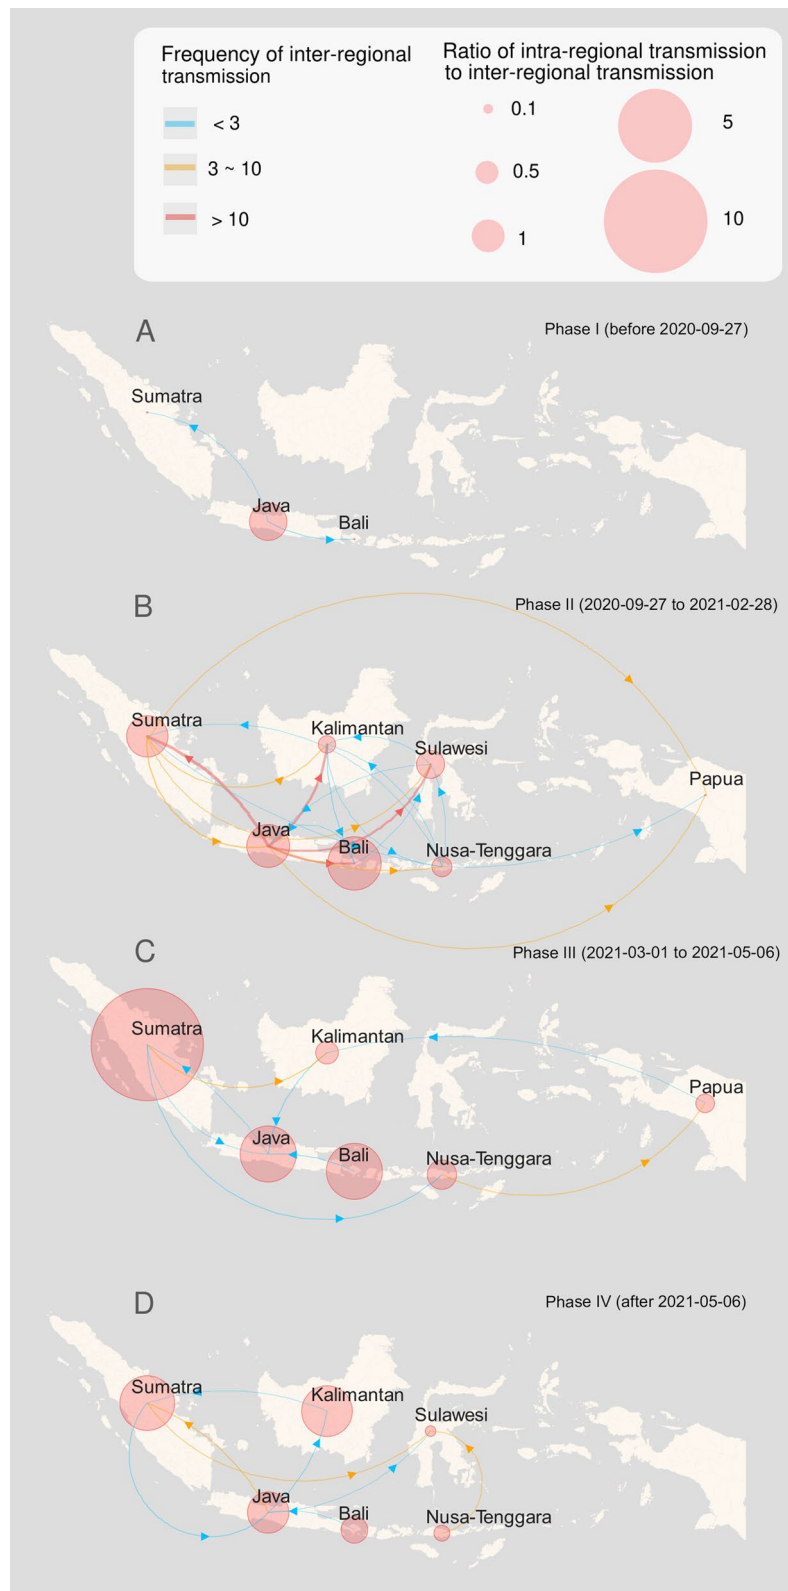 Frequency of inter-regional
transmission
< 3
3 ~ 10
> 10
Ratio of intra-regional transmission
to inter-regional transmission
0.1
0.5
1
5
10
A
Phase I (before 2020-09-27)
Sumatra
Java
Bali
B
Phase II (2020-09-27 to 2021-02-28)
Sumatra
Kalimantan
Sulawesi
Papua
Java
Bali
Nusa-Tenggara
C
Phase III (2021-03-01 to 2021-05-06)
Sumatra
Kalimantan
Papua
Java
Bali
Nusa-Tenggara
D
Phase IV (after 2021-05-06)
Sumatra
Kalimantan
Sulawesi
Java
Bali
Nusa-Tenggara